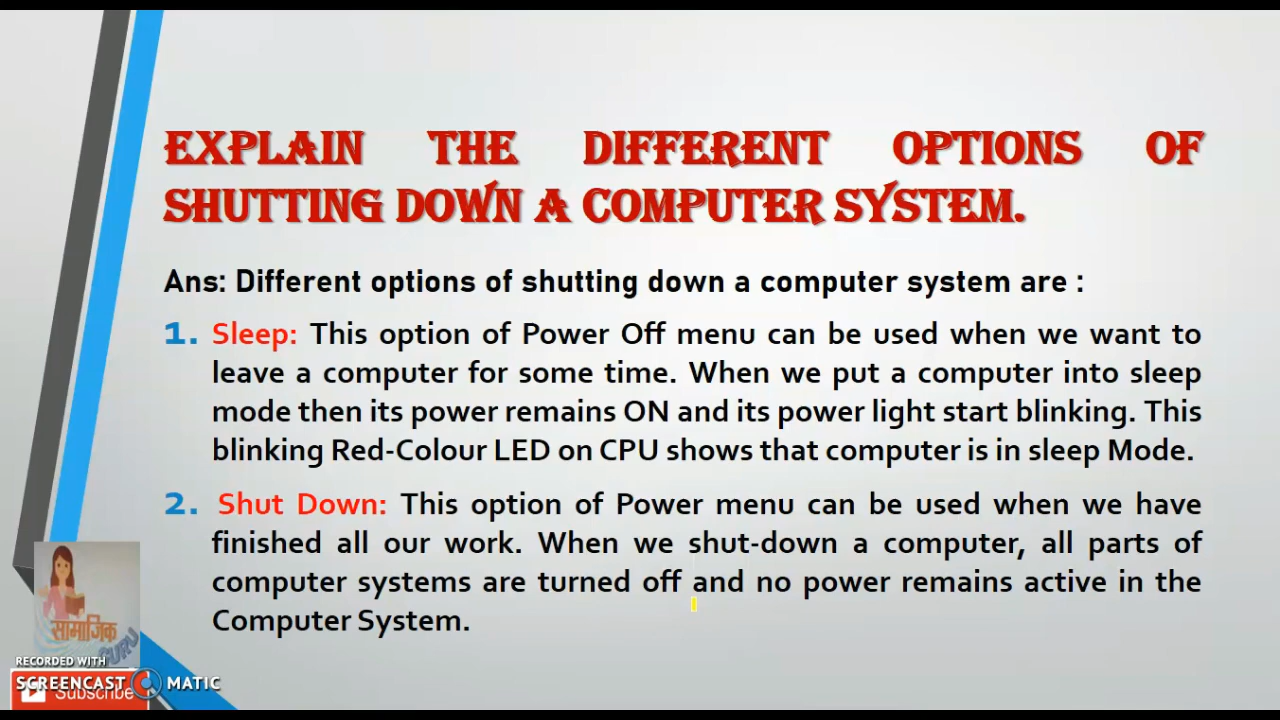 EXPLAIN THE DIFFERENT OPTIONS OF
SHUTTING DOWN A COMPUTER SYSTEM.
Ans: Different options of shutting down a computer system are :
1. Sleep: This option of Power Off menu can be used when we want to
leave a computer for some time. When we put a computer into sleep
mode then its power remains ON and its power light start blinking. This
blinking Red-Colour LED on CPU shows that computer is in sleep Mode.
2. Shut Down: This option of Power menu can be used when we have
finished all our work. When we shut-down a computer, all parts of
computer systems are turned off and no power remains active in the
Computer System.
सामाजिक
GURU
RECORDED WITH
SCREENCAST MATIC
Subscribe